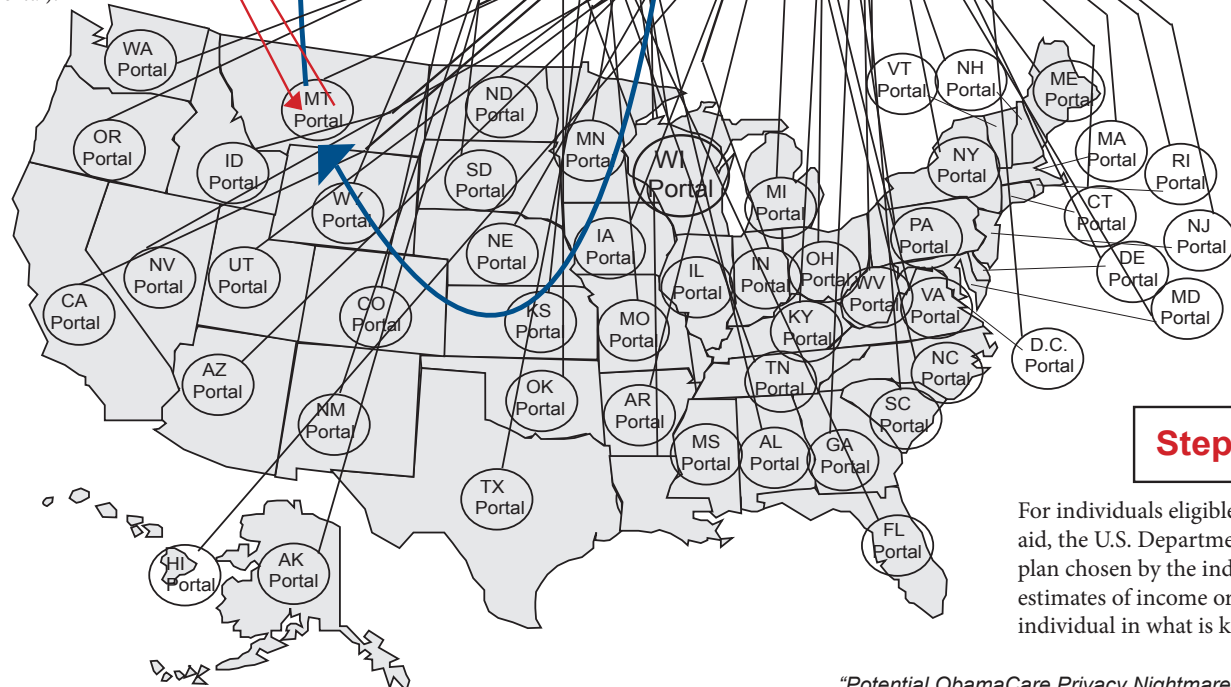 WA
Portal
OR
Portal
CA
Portal
NV
Portal
ID
Portal
MT
Portal
WY
Portal
UT
Portal
AZ
Portal
CO
Portal
NM
Portal
ND
Portal
SD
Portal
NE
Portal
KS
Portal
OK
Portal
TX
Portal
MN
Portal
IA
Portal
MO
Portal
AR
Portal
WI
Portal
IL
Portal
MI
Portal
IN
Portal
OH
Portal
KY
Portal
TN
Portal
MS
Portal
AL
Portal
GA
Portal
FL
Portal
SC
Portal
NC
Portal
VA
Portal
WV
Portal
PA
Portal
NY
Portal
VT
Portal
NH
Portal
ME
Portal
MA
Portal
RI
Portal
CT
Portal
NJ
Portal
DE
Portal
MD
Portal
D.C.
Portal
HI
Portal
AK
Portal
Step
For individuals eligible
aid, the U.S.
plan chosen by the
estimates of income or
individual in what is
“Potential ObamaCare Privacy Nightmare